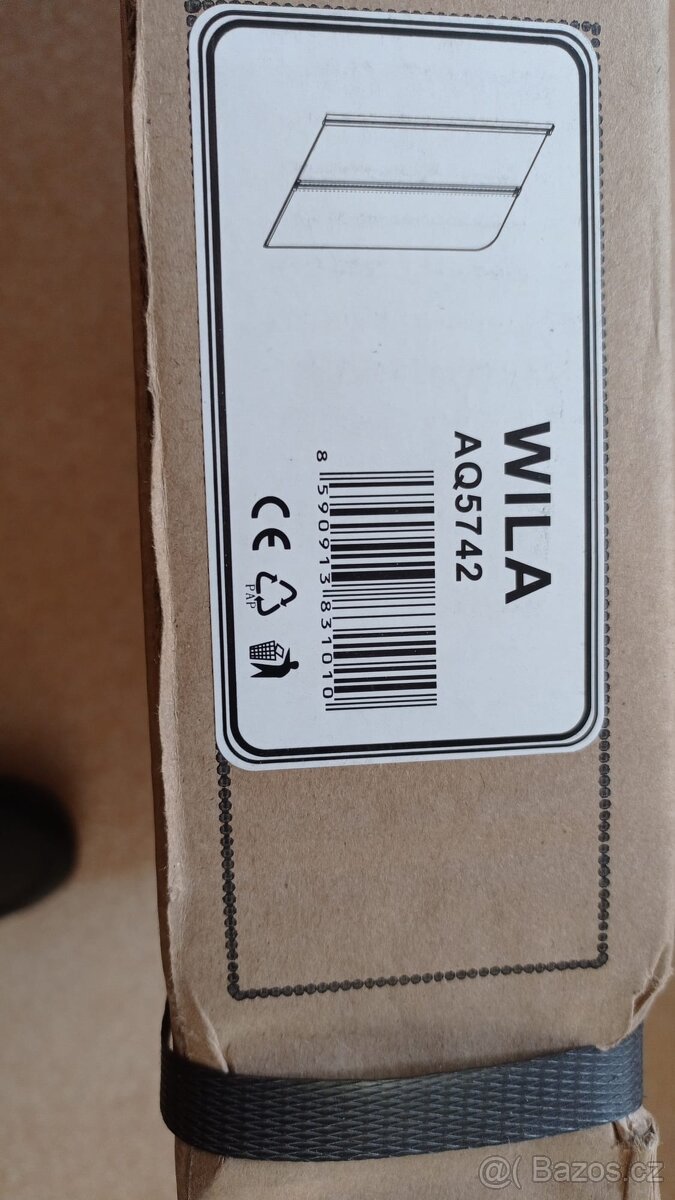 WILA
AQ5742
8 590913 831010
CE
PAP
@( Bazos.cz